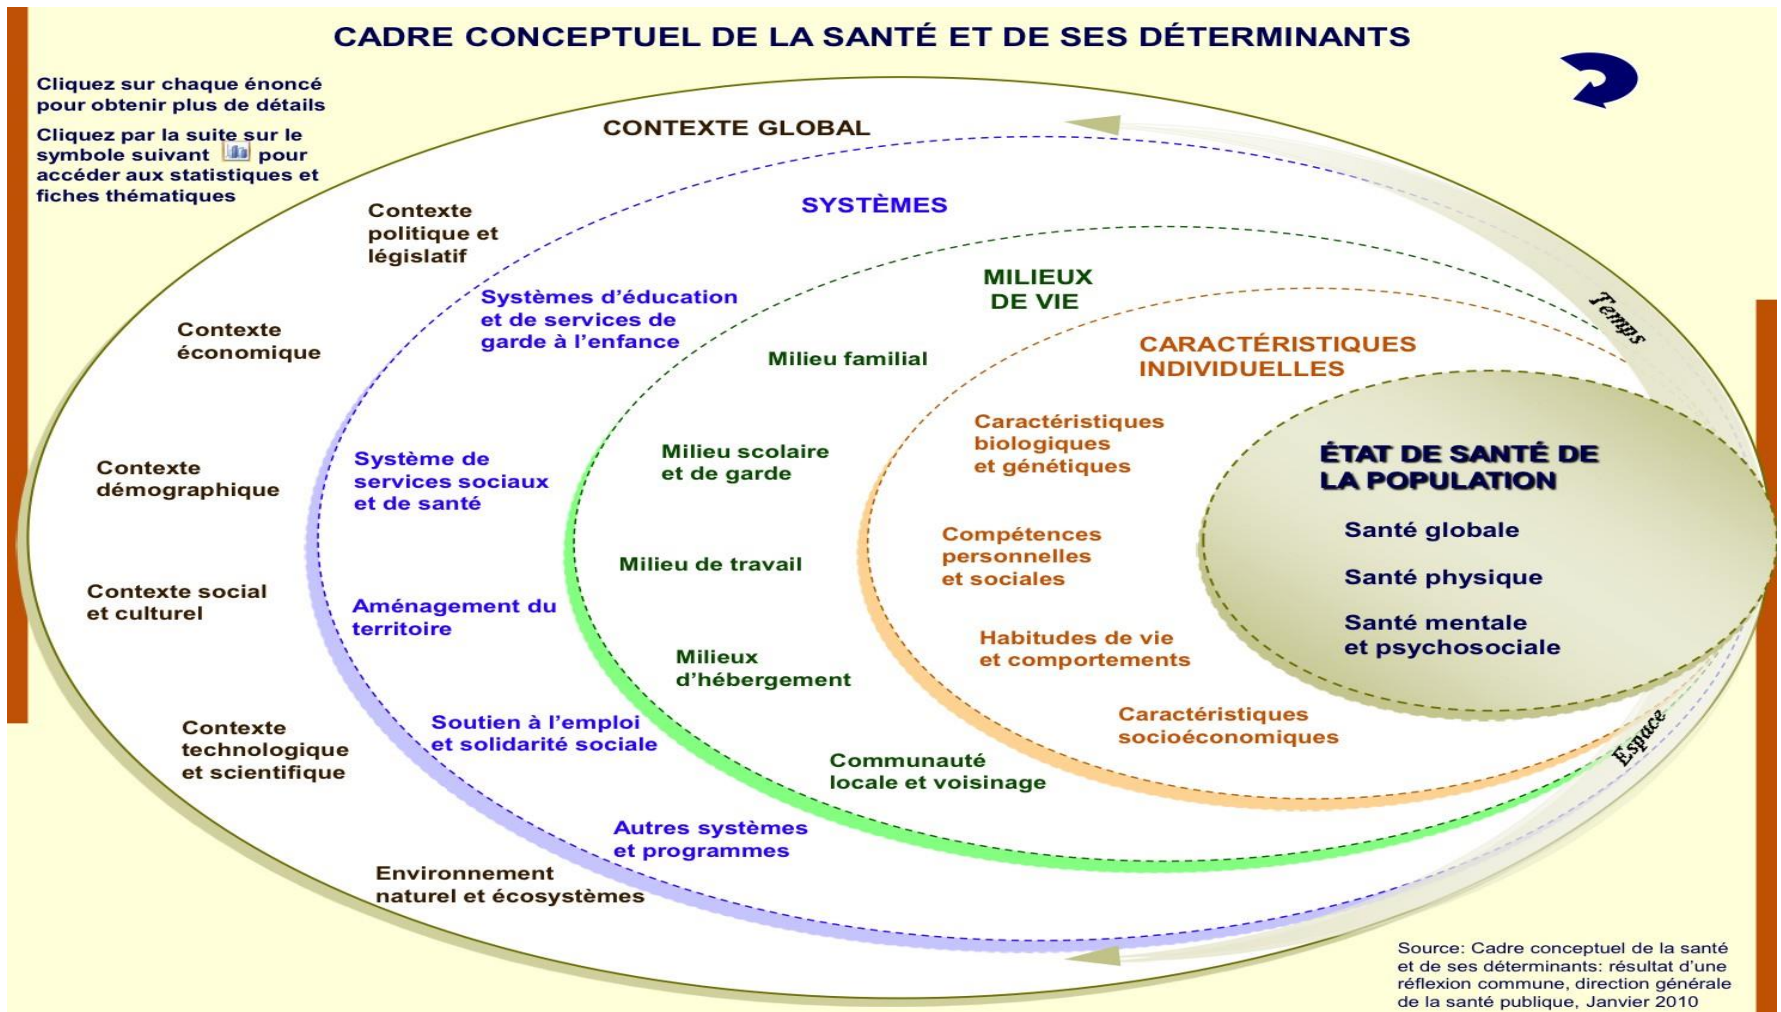 CADRE CONCEPTUEL DE LA SANTÉ ET DE SES DÉTERMINANTS
Cliquez sur chaque énoncé
pour obtenir plus de détails
Cliquez par la suite sur le
symbole suivant pour
accéder aux statistiques et
fiches thématiques
CONTEXTE GLOBAL
Contexte
politique et
législatif
Contexte
économique
Contexte
démographique
Contexte social
et culturel
Contexte
technologique
et scientifique
Environnement
naturel et écosystèmes
SYSTÈMES
Systèmes d’éducation
et de services de
garde à l’enfance
Système de
services sociaux
et de santé
Aménagement du
territoire
Soutien à l’emploi
et solidarité sociale
Autres systèmes
et programmes
MILIEUX
DE VIE
Milieu familial
Milieu scolaire
et de garde
Milieu de travail
Milieux
d’hébergement
Communauté
locale et voisinage
CARACTÉRISTIQUES
INDIVIDUELLES
Caractéristiques
biologiques
et génétiques
Compétences
personnelles
et sociales
Habitudes de vie
et comportements
Caractéristiques
socioéconomiques
ÉTAT DE SANTÉ DE
LA POPULATION
Santé globale
Santé physique
Santé mentale
et psychosociale
Temps
Espace
Source: Cadre conceptuel de la santé
et de ses déterminants: résultat d’une
réflexion commune, direction générale
de la santé publique, Janvier 2010